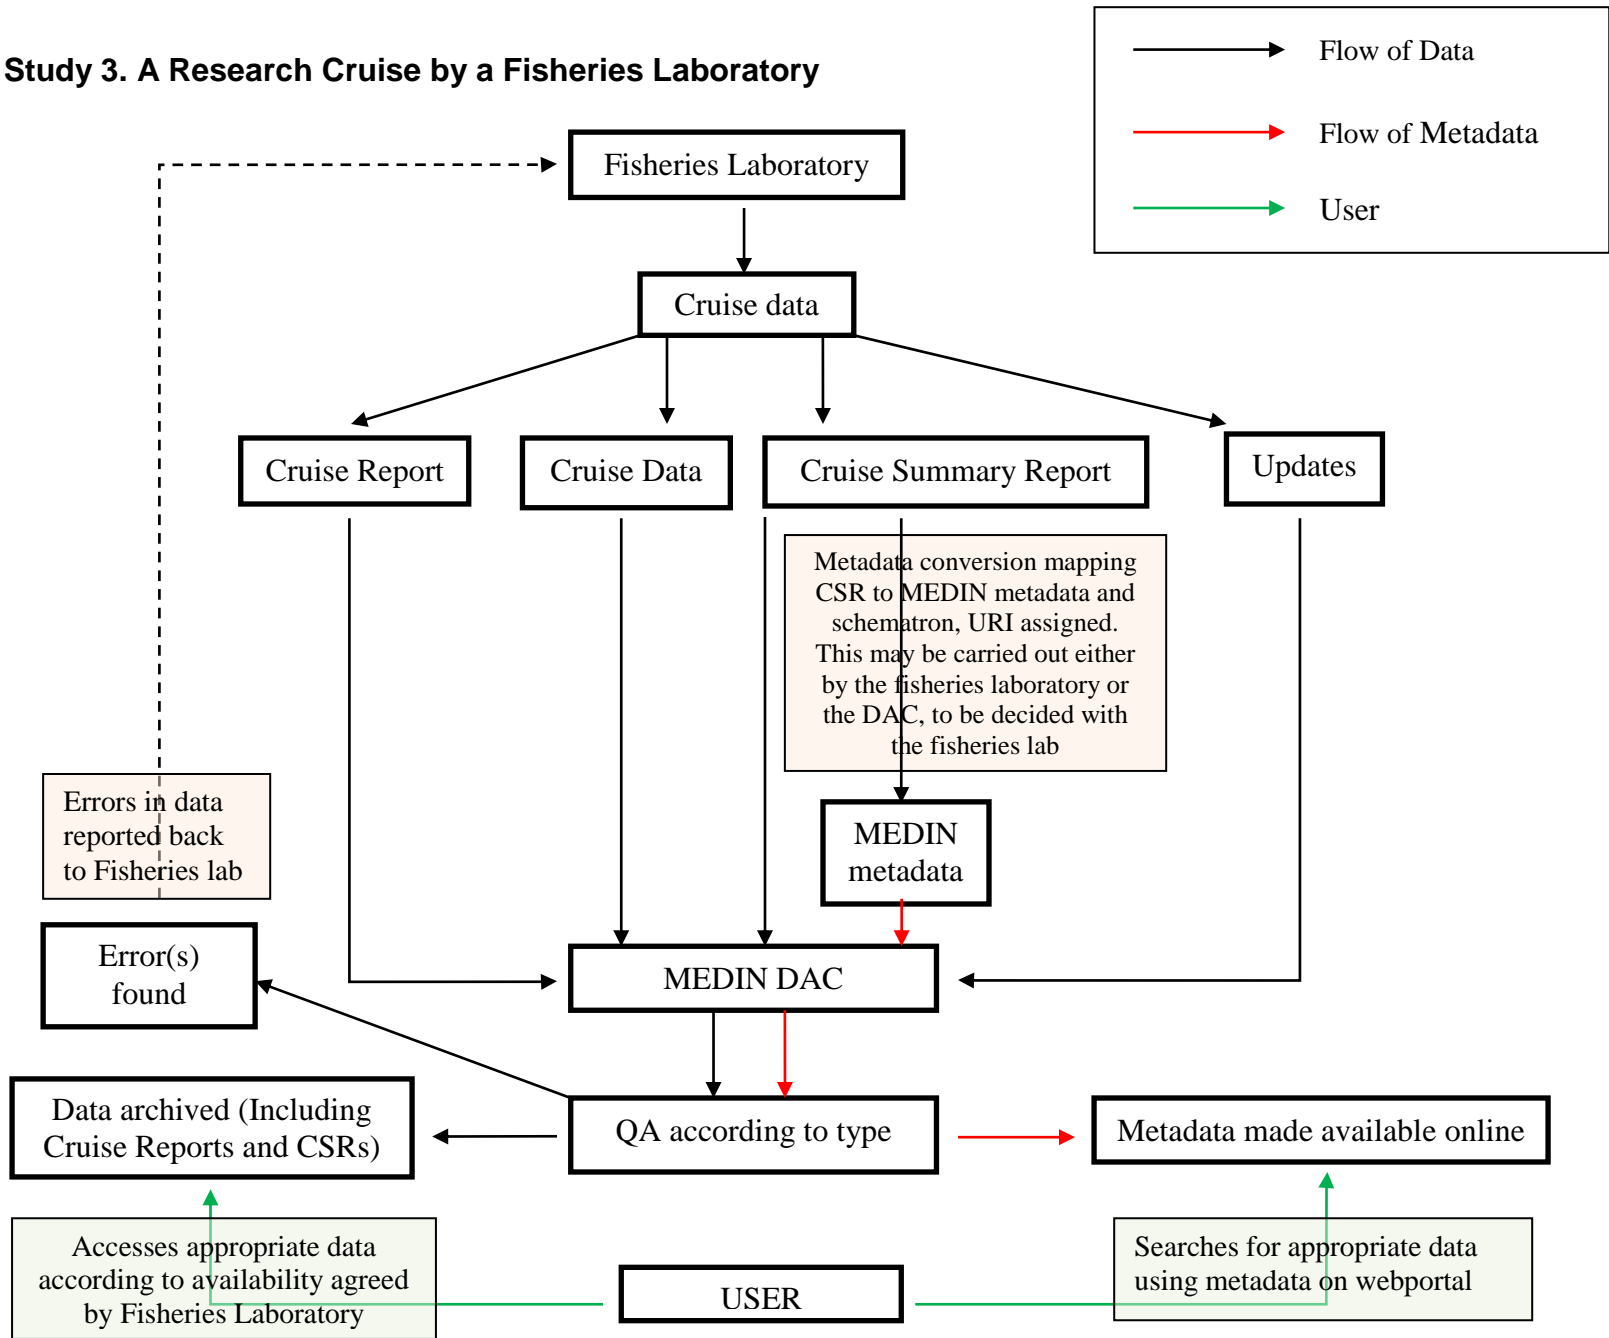 Study 3. A Research Cruise by a Fisheries Laboratory
Flow of Data
Flow of Metadata
User
Fisheries Laboratory
Cruise data
Cruise Report
Cruise Data
Cruise Summary Report
Updates
Metadata conversion mapping
CSR to MEDIN metadata and
schematron, URI assigned.
This may be carried out either
by the fisheries laboratory or
the DAC, to be decided with
the fisheries lab
Errors in data
reported back
to Fisheries lab
MEDIN
metadata
Error(s)
found
MEDIN DAC
Data archived (Including
Cruise Reports and CSRs)
QA according to type
Metadata made available online
Accesses appropriate data
according to availability agreed
by Fisheries Laboratory
USER
Searches for appropriate data
using metadata on webportal